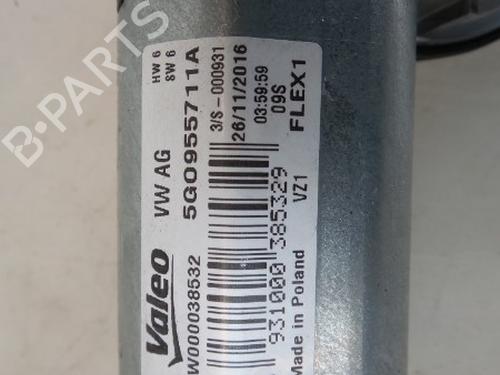 HW 6
SW 6
Valeo
VW AG
5G0955711A
W000038532
3/S - 000931
26/11/2016
03:59:59
09S
FLEX1
931000 385329
VZ1
Made in Poland
B-PARTS